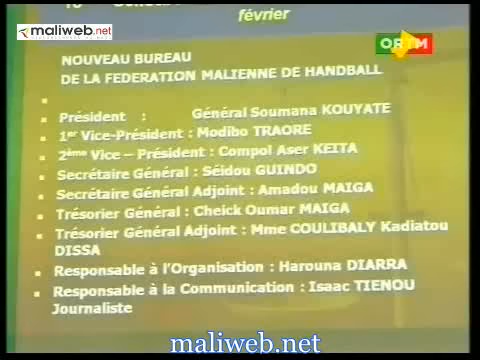 maliweb.net
février
ORTM
NOUVEAU BUREAU
DE LA FEDERATION MALIENNE DE HANDBALL
Président : Général Soumana KOUYATE
1er Vice-Président : Modibo TRAORE
2ème Vice – Président : Compol Aser KEITA
Secrétaire Général : Séidou GUINDO
Secrétaire Général Adjoint : Amadou MAIGA
Trésorier Général : Cheick Oumar MAIGA
Trésorier Général Adjoint : Mme COULIBALY Kadiatou
DISSA
Responsable à l'Organisation : Harouna DIARRA
Responsable à la Communication : Isaac TIENOU
Journaliste
maliweb.net